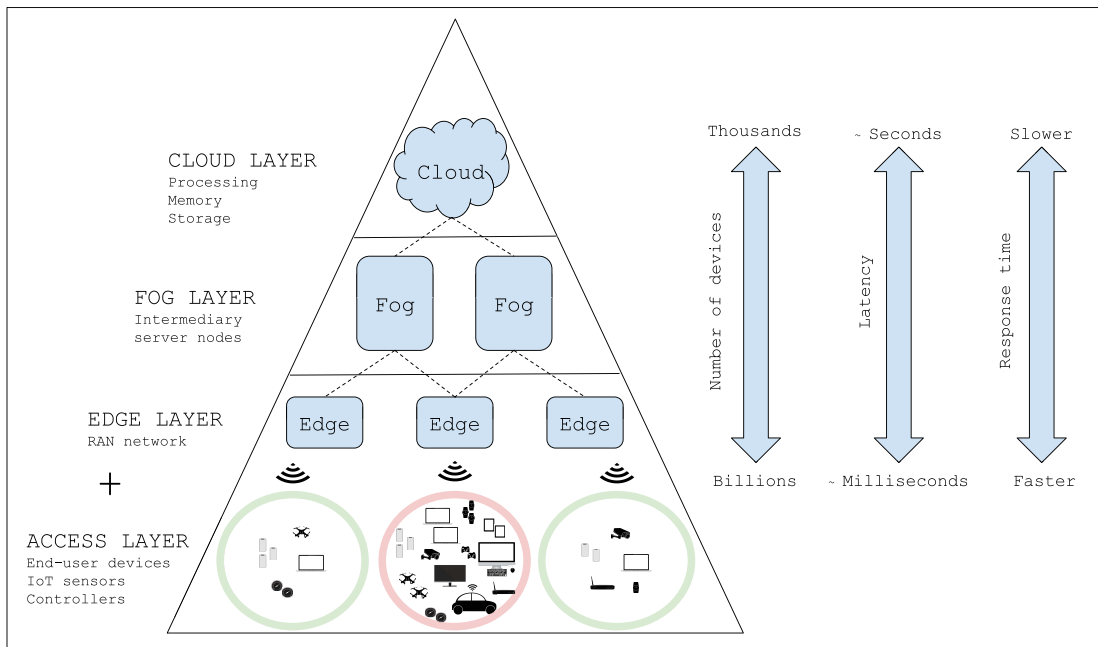 CLOUD LAYER
Processing
Memory
Storage
Cloud
FOG LAYER
Intermediary
server nodes
Fog
Fog
EDGE LAYER
RAN network
Edge
Edge
Edge
+
ACCESS LAYER
End-user devices
IoT sensors
Controllers
Thousands
Number of devices
Billions
~ Seconds
Latency
~ Milliseconds
Slower
Response time
Faster